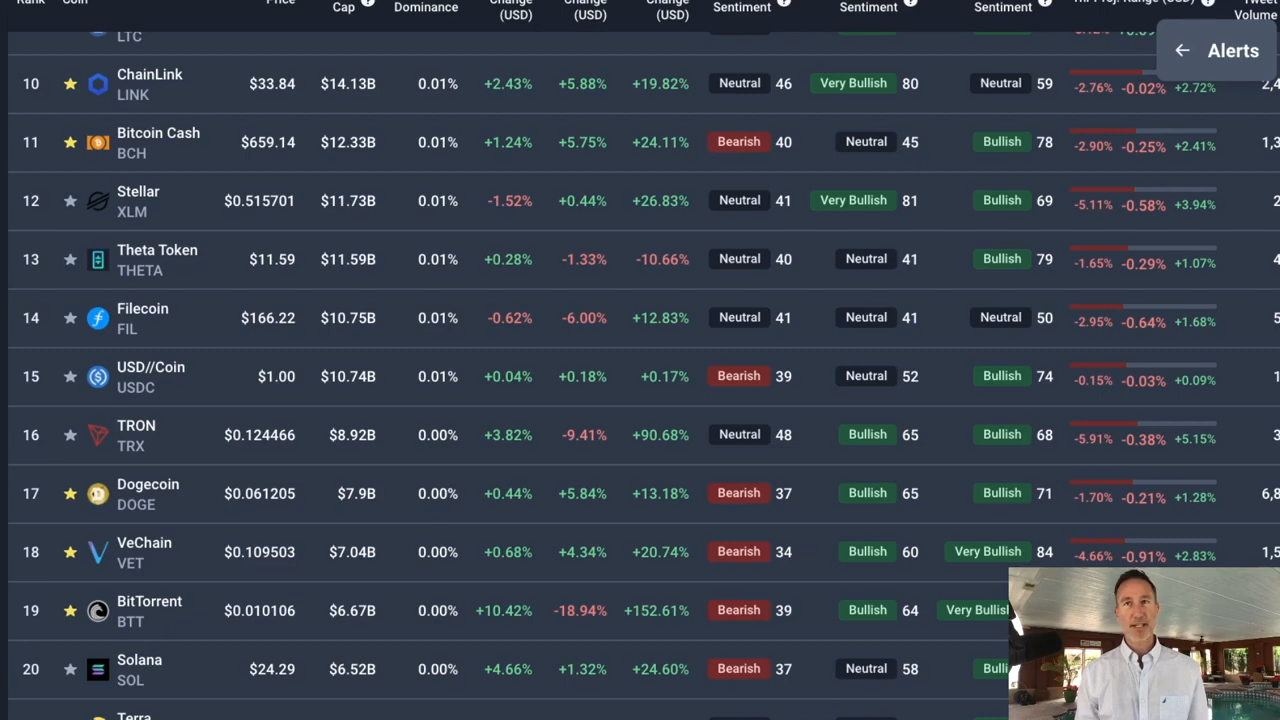 Rank Coin Price Cap Dominance Change (USD) Change (USD) Change (USD) Sentiment Sentiment Sentiment (USD) Tweet Volume
LTC
← Alerts
10 ChainLink LINK $33.84 $14.13B 0.01% +2.43% +5.88% +19.82% Neutral 46 Very Bullish 80 Neutral 59 -2.76% -0.02% +2.72%
11 Bitcoin Cash BCH $659.14 $12.33B 0.01% +1.24% +5.75% +24.11% Bearish 40 Neutral 45 Bullish 78 -2.90% -0.25% +2.41%
12 Stellar XLM $0.515701 $11.73B 0.01% -1.52% +0.44% +26.83% Neutral 41 Very Bullish 81 Bullish 69 -5.11% -0.58% +3.94%
13 Theta Token THETA $11.59 $11.59B 0.01% +0.28% -1.33% -10.66% Neutral 40 Neutral 41 Bullish 79 -1.65% -0.29% +1.07%
14 Filecoin FIL $166.22 $10.75B 0.01% -0.62% -6.00% +12.83% Neutral 41 Neutral 41 Neutral 50 -2.95% -0.64% +1.68%
15 USD//Coin USDC $1.00 $10.74B 0.01% +0.04% +0.18% +0.17% Bearish 39 Neutral 52 Bullish 74 -0.15% -0.03% +0.09%
16 TRON TRX $0.124466 $8.92B 0.00% +3.82% -9.41% +90.68% Neutral 48 Bullish 65 Bullish 68 -5.91% -0.38% +5.15%
17 Dogecoin DOGE $0.061205 $7.9B 0.00% +0.44% +5.84% +13.18% Bearish 37 Bullish 65 Bullish 71 -1.70% -0.21% +1.28%
18 VeChain VET $0.109503 $7.04B 0.00% +0.68% +4.34% +20.74% Bearish 34 Bullish 60 Very Bullish 84 -4.66% -0.91% +2.83%
19 BitTorrent BTT $0.010106 $6.67B 0.00% +10.42% -18.94% +152.61% Bearish 39 Bullish 64 Very Bullish
20 Solana SOL $24.29 $6.52B 0.00% +4.66% +1.32% +24.60% Bearish 37 Neutral 58 Bulli
Terra